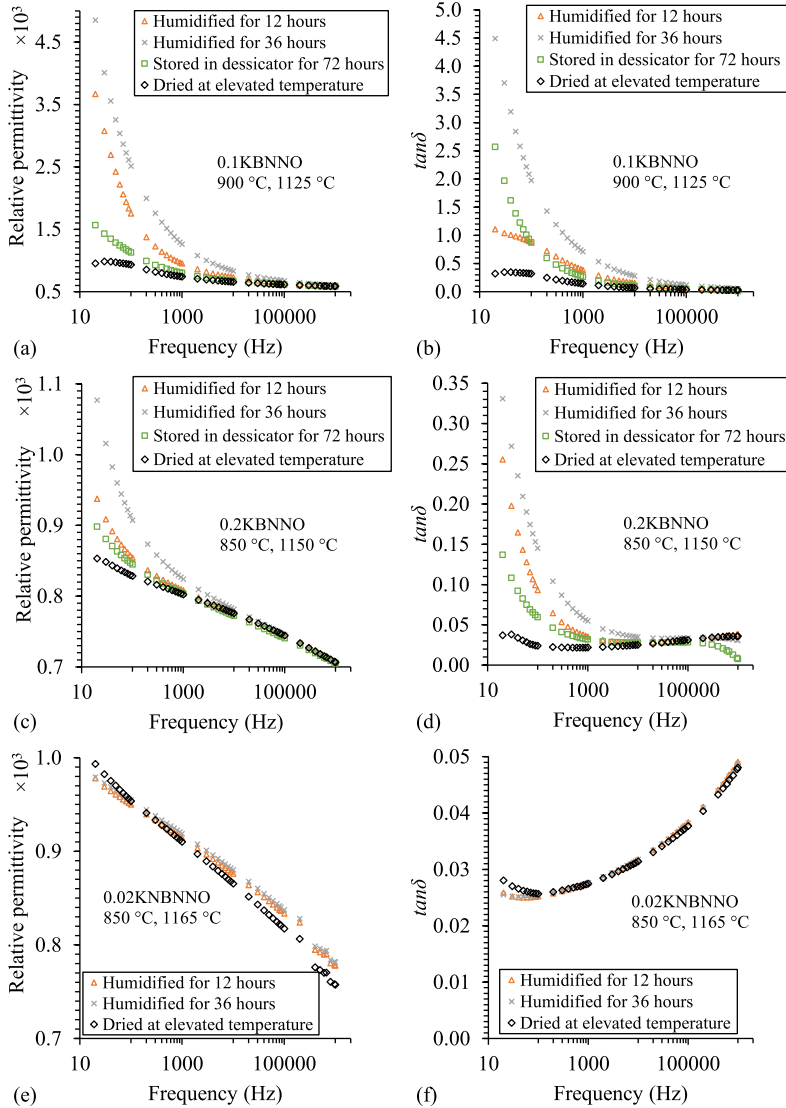 ×10³
Relative permittivity
4.5
3.5
2.5
1.5
0.5
Humidified for 12 hours
Humidified for 36 hours
Stored in dessicator for 72 hours
Dried at elevated temperature
0.1KBNNO
900 °C, 1125 °C
10 1000 100000
Frequency (Hz)
(a)
tanδ
5.0
4.5
4.0
3.5
3.0
2.5
2.0
1.5
1.0
0.5
0.0
Humidified for 12 hours
Humidified for 36 hours
Stored in dessicator for 72 hours
Dried at elevated temperature
0.1KBNNO
900 °C, 1125 °C
10 1000 100000
Frequency (Hz)
(b)
×10³
Relative permittivity
1.1
1.0
0.9
0.8
0.7
Humidified for 12 hours
Humidified for 36 hours
Stored in dessicator for 72 hours
Dried at elevated temperature
0.2KBNNO
850 °C, 1150 °C
10 1000 100000
Frequency (Hz)
(c)
tanδ
0.35
0.30
0.25
0.20
0.15
0.10
0.05
0.00
Humidified for 12 hours
Humidified for 36 hours
Stored in dessicator for 72 hours
Dried at elevated temperature
0.2KBNNO
850 °C, 1150 °C
10 1000 100000
Frequency (Hz)
(d)
×10³
Relative permittivity
1.0
0.9
0.8
0.7
0.02KNBNNO
850 °C, 1165 °C
Humidified for 12 hours
Humidified for 36 hours
Dried at elevated temperature
10 1000 100000
Frequency (Hz)
(e)
tanδ
0.05
0.04
0.03
0.02
0.01
0.00
0.02KNBNNO
850 °C, 1165 °C
Humidified for 12 hours
Humidified for 36 hours
Dried at elevated temperature
10 1000 100000
Frequency (Hz)
(f)